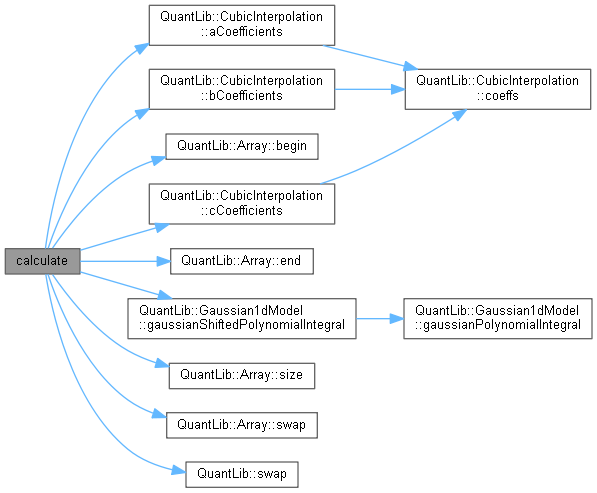 QuantLib::CubicInterpolation
::aCoefficients
QuantLib::CubicInterpolation
::bCoefficients
QuantLib::CubicInterpolation
::coeffs
QuantLib::Array::begin
QuantLib::CubicInterpolation
::cCoefficients
calculate
QuantLib::Array::end
QuantLib::Gaussian1dModel
::gaussianShiftedPolynomialIntegral
QuantLib::Gaussian1dModel
::gaussianPolynomialIntegral
QuantLib::Array::size
QuantLib::Array::swap
QuantLib::swap